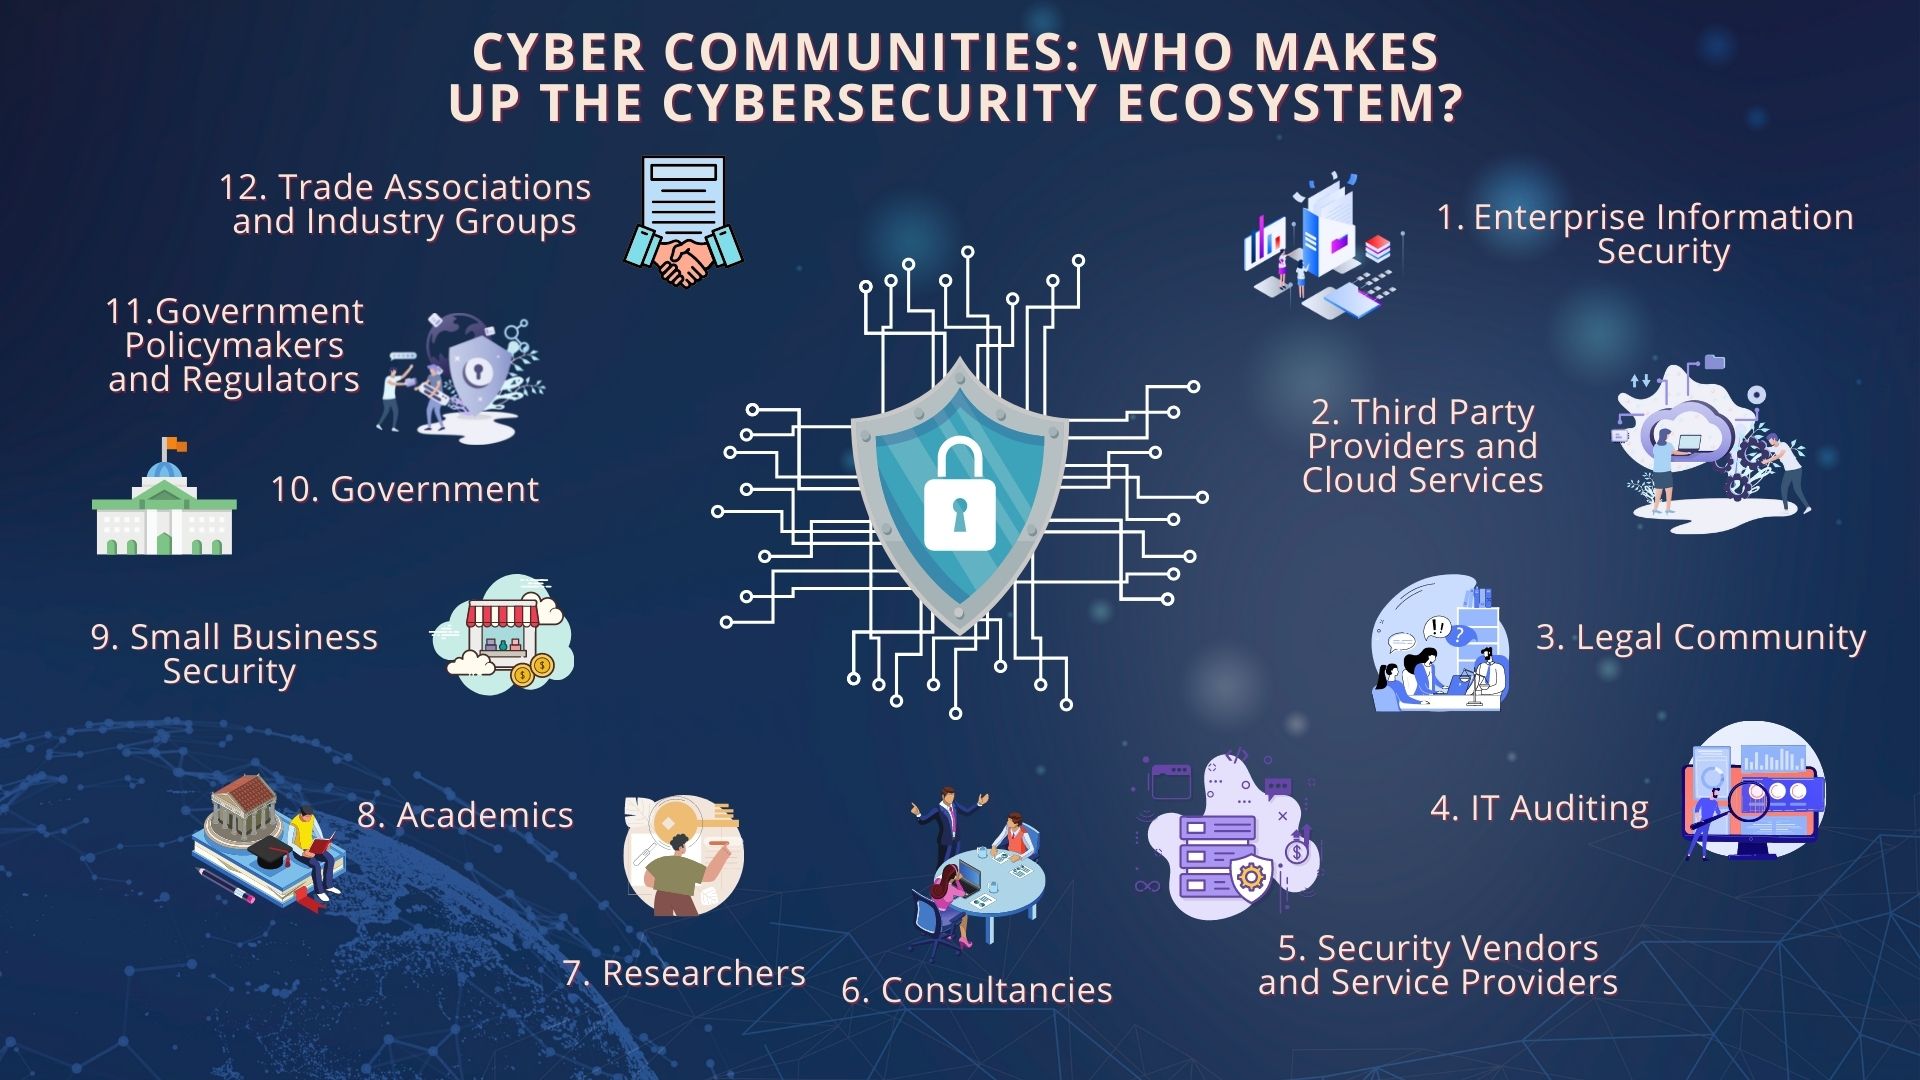 CYBER COMMUNITIES: WHO MAKES
UP THE CYBERSECURITY ECOSYSTEM?
1. Enterprise Information
Security
2. Third Party
Providers and
Cloud Services
3. Legal Community
4. IT Auditing
5. Security Vendors
and Service Providers
6. Consultancies
7. Researchers
8. Academics
9. Small Business
Security
10. Government
11.Government
Policymakers
and Regulators
12. Trade Associations
and Industry Groups